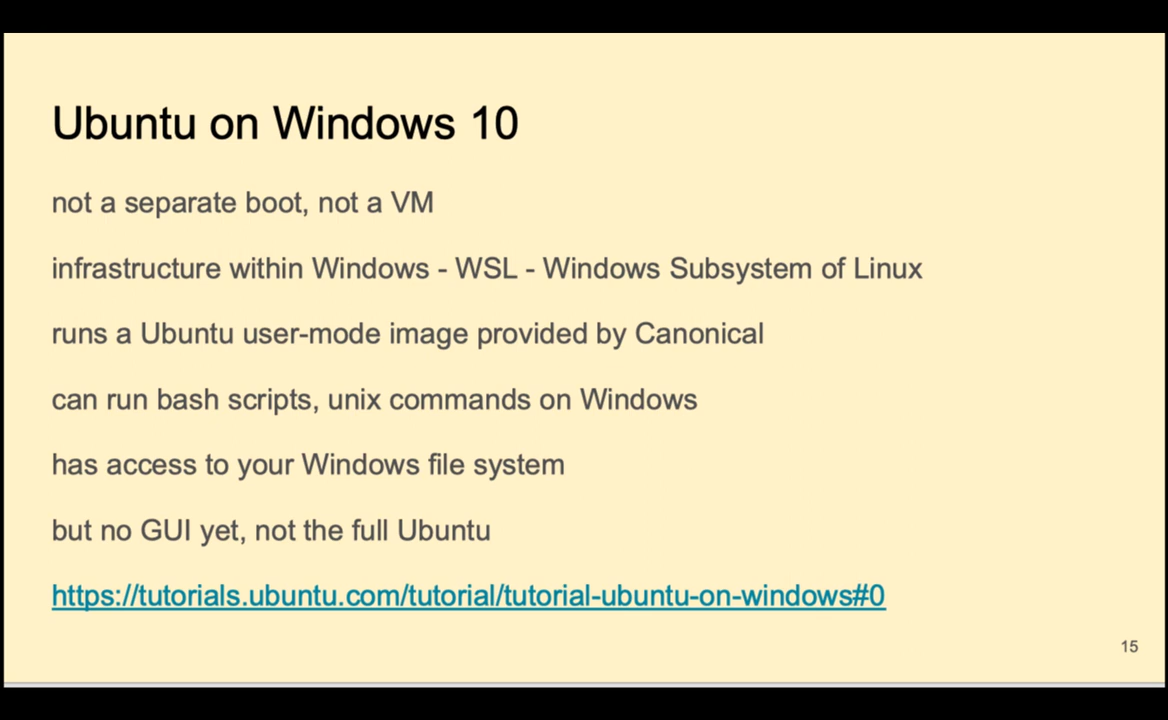 Ubuntu on Windows 10
not a separate boot, not a VM
infrastructure within Windows - WSL - Windows Subsystem of Linux
runs a Ubuntu user-mode image provided by Canonical
can run bash scripts, unix commands on Windows
has access to your Windows file system
but no GUI yet, not the full Ubuntu
https://tutorials.ubuntu.com/tutorial/tutorial-ubuntu-on-windows#0
15